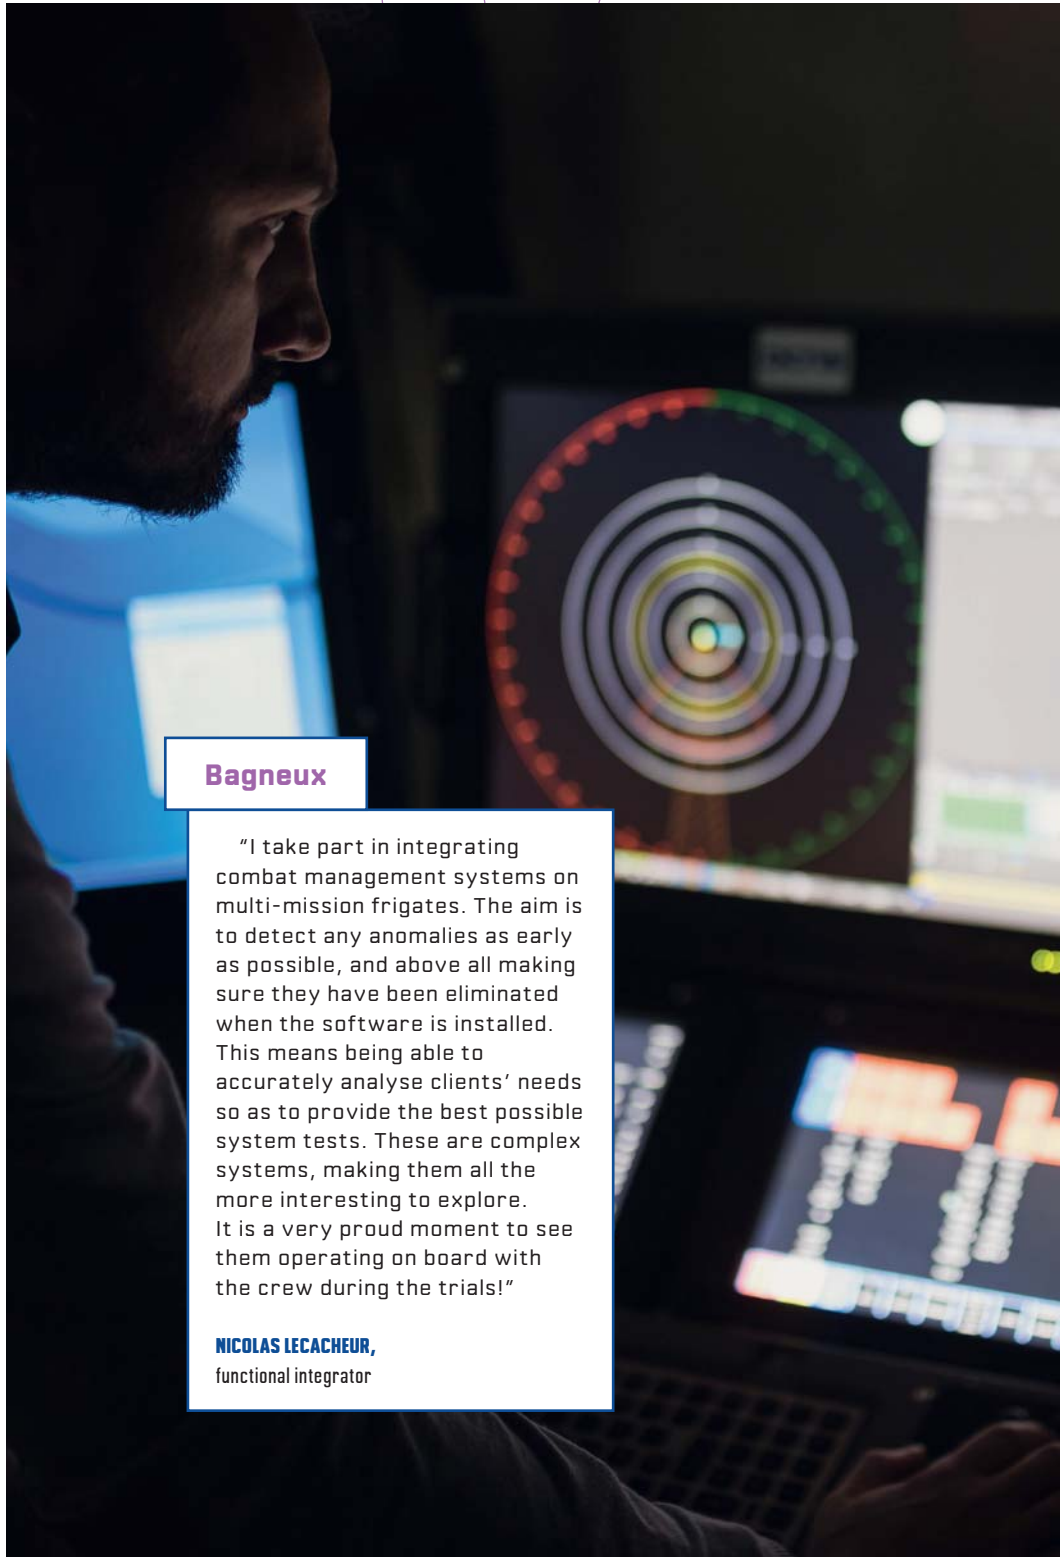 Bagneux
“I take part in integrating
combat management systems on
multi-mission frigates. The aim is
to detect any anomalies as early
as possible, and above all making
sure they have been eliminated
when the software is installed.
This means being able to
accurately analyse clients’ needs
so as to provide the best possible
system tests. These are complex
systems, making them all the
more interesting to explore.
It is a very proud moment to see
them operating on board with
the crew during the trials!”
NICOLAS LECACHEUR,
functional integrator